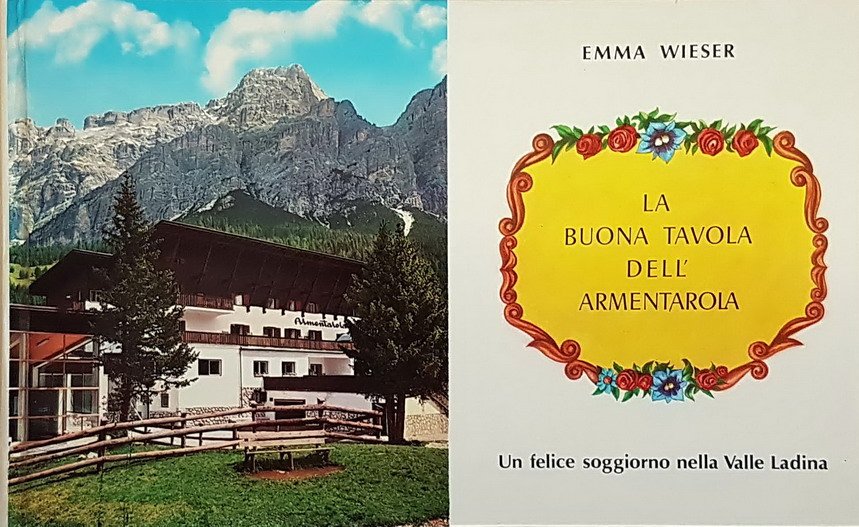 Armentarola
EMMA WIESER
LA
BUONA TAVOLA
DELL'
ARMENTAROLA
Un felice soggiorno nella Valle Ladina